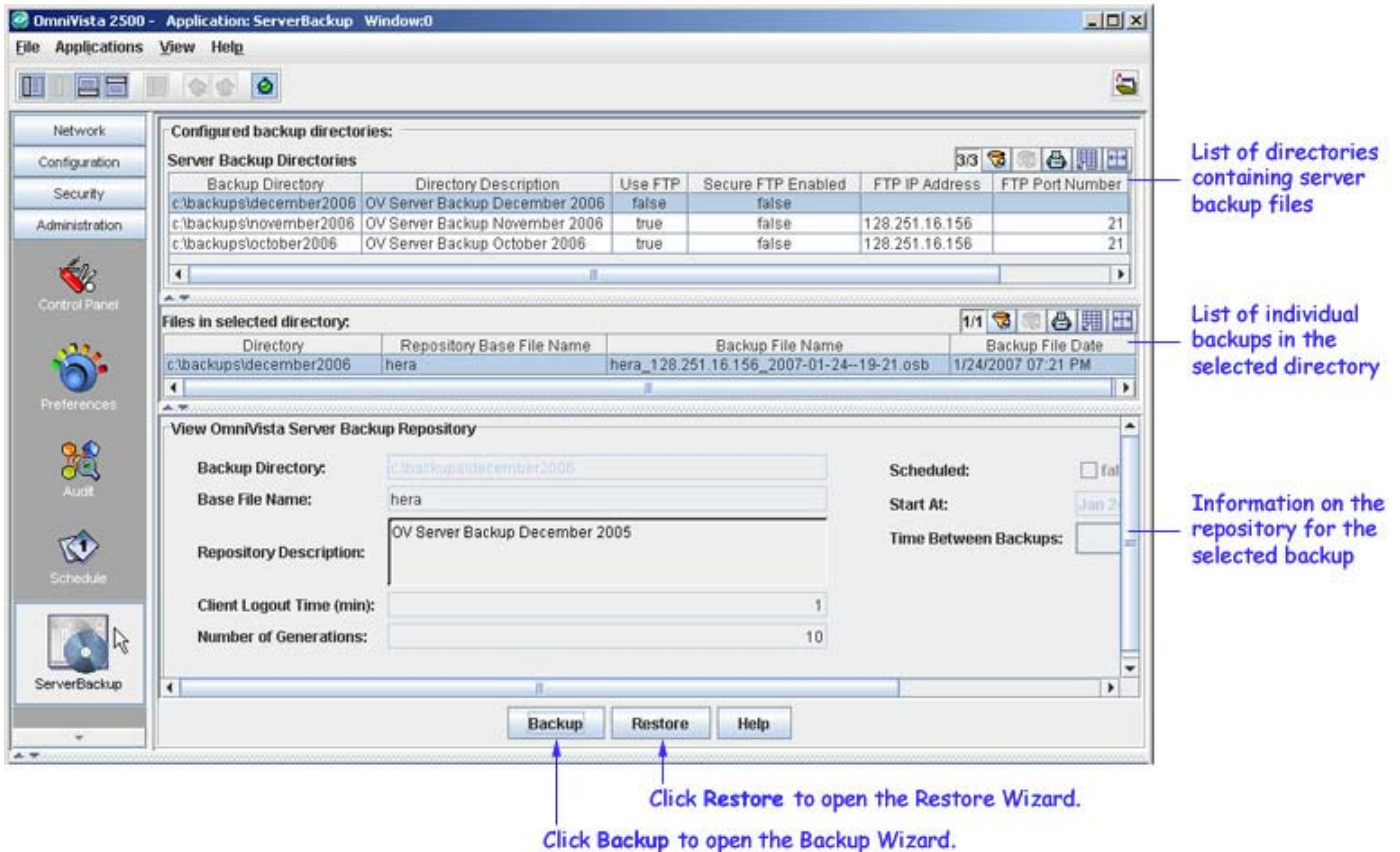 OmniVista 2500 - Application: ServerBackup Window:0
File Applications View Help
Network
Configuration
Security
Administration
Control Panel
Preferences
Audit
Schedule
ServerBackup
Configured backup directories:
Server Backup Directories
3/3
Backup Directory Directory Description Use FTP Secure FTP Enabled FTP IP Address FTP Port Number
c:\backups\december2006 OV Server Backup December 2006 false false
c:\backups\november2006 OV Server Backup November 2006 true false 128.251.16.156 21
c:\backups\october2006 OV Server Backup October 2006 true false 128.251.16.156 21
Files in selected directory:
1/1
Directory Repository Base File Name Backup File Name Backup File Date
c:\backups\december2006 hera hera_128.251.16.156_2007-01-24--19-21.osb 1/24/2007 07:21 PM
View OmniVista Server Backup Repository
Backup Directory: c:\backups\december2006
Base File Name: hera
Repository Description: OV Server Backup December 2005
Client Logout Time (min): 1
Number of Generations: 10
Scheduled:
Start At:
Time Between Backups:
Backup Restore Help
List of directories
containing server
backup files
List of individual
backups in the
selected directory
Information on the
repository for the
selected backup
Click Restore to open the Restore Wizard.
Click Backup to open the Backup Wizard.